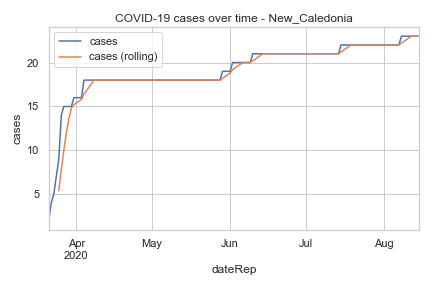 COVID-19 cases over time - New_Caledonia
cases
cases (rolling)
20
15
10
5
cases
Apr
2020
May
Jun
Jul
Aug
dateRep